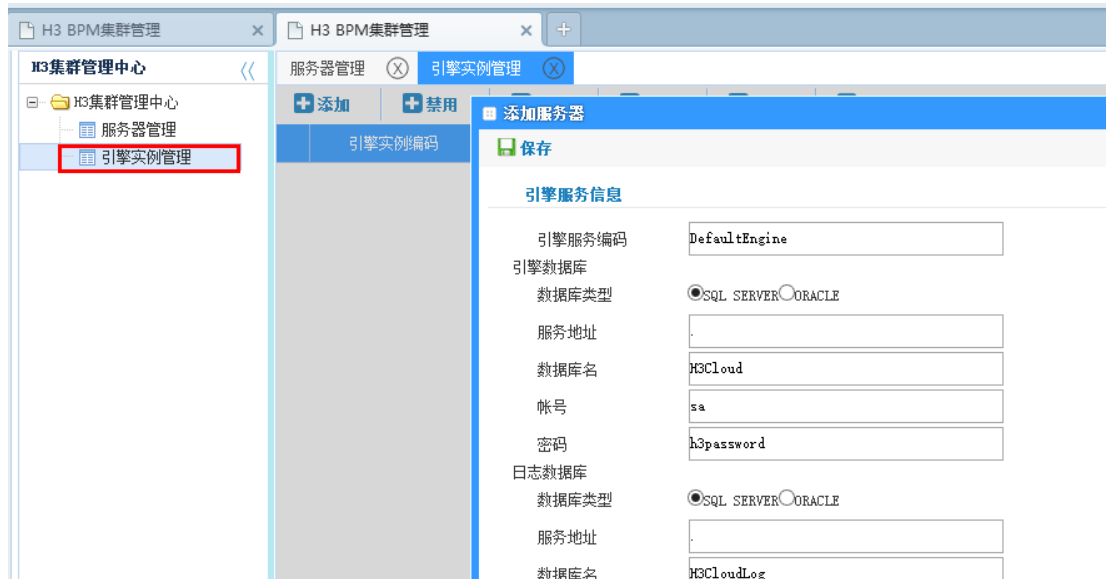 H3 BPM集群管理
H3 BPM集群管理
H3集群管理中心
服务器管理
引擎实例管理
H3集群管理中心
服务器管理
引擎实例管理
添加
禁用
引擎实例编码
添加服务器
保存
引擎服务信息
引擎服务编码 DefaultEngine
引擎数据库
数据库类型 SQL SERVER ORACLE
服务地址 .
数据库名 H3Cloud
帐号 sa
密码 h3password
日志数据库
数据库类型 SQL SERVER ORACLE
服务地址 .
数据库名 H3CloudLog